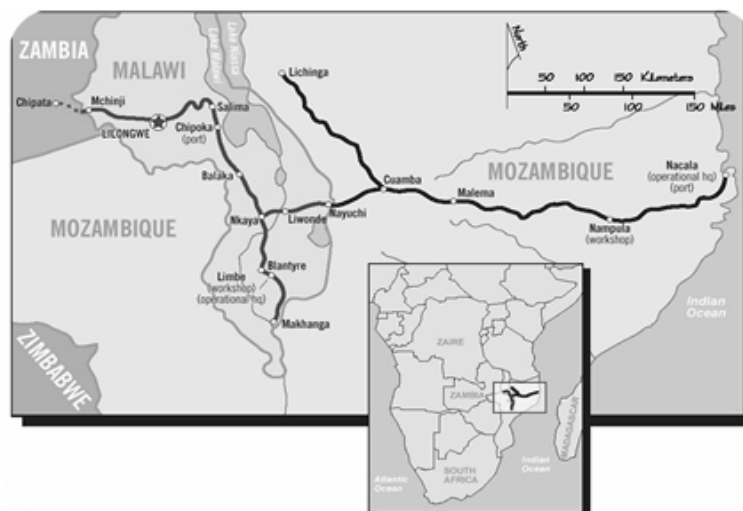 ZAMBIA
MALAWI
Lake Malawi
Lake Niassa
Lichinga
North
50 100 150 Kilometers
50 100 150 Miles
Chipata
Mchinji
LILONGWE
Salima
Chipoka
(port)
Balaka
Cuamba
Malema
MOZAMBIQUE
Nacala
(operational hq)
(port)
MOZAMBIQUE
Nkaya
Liwonde
Nayuchi
Nampula
(workshop)
Blantyre
Limbe
(workshop)
(operational hq)
Makhanga
Indian
Ocean
ZIMBABWE
ZAIRE
ZAMBIA
MADAGASCAR
SOUTH
AFRICA
Atlantic
Ocean
Indian
Ocean